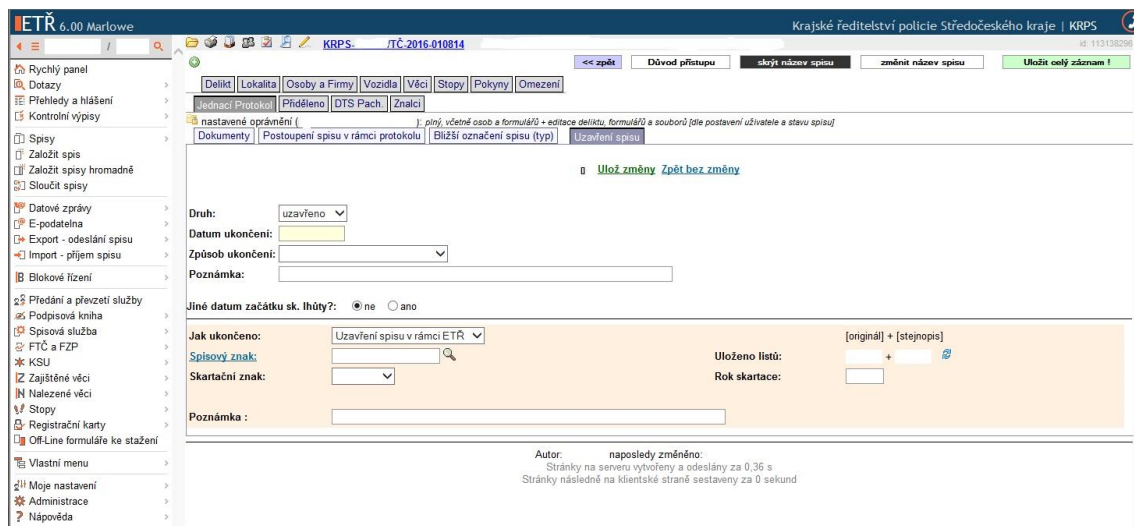 ETŘ 6.00 Marlowe
Krajské ředitelství policie Středočeského kraje | KRPS
/
KRPS- /TČ-2016-010814
id: 113138296
<< zpět Důvod přístupu skrýt název spisu změnit název spisu Uložit celý záznam !
Rychlý panel
Dotazy
Přehledy a hlášení
Kontrolní výpisy
Spisy
Založit spis
Založit spisy hromadně
Sloučit spisy
Datové zprávy
E-podatelna
Export - odeslání spisu
Import - příjem spisu
Blokové řízení
Předání a převzetí služby
Podpisová kniha
Spisová služba
FTČ a FZP
KSU
Zajištěné věci
Nalezené věci
Stopy
Registrační karty
Off-Line formuláře ke stažení
Vlastní menu
Moje nastavení
Administrace
Nápověda
Delikt Lokalita Osoby a Firmy Vozidla Věci Stopy Pokyny Omezení
Jednací Protokol Přiděleno DTS Pach. Znalci
nastavené oprávnění ( ): plný, včetně osob a formulářů + editace deliktu, formulářů a souborů [dle postavení uživatele a stavu spisu]
Dokumenty Postoupení spisu v rámci protokolu Bližší označení spisu (typ) Uzavření spisu
Ulož změny Zpět bez změny
Druh: uzavřeno
Datum ukončení:
Způsob ukončení:
Poznámka:
Jiné datum začátku sk. lhůty?: ne ano
Jak ukončeno: Uzavření spisu v rámci ETŘ [originál] + [stejnopis]
Spisový znak: Uloženo listů: +
Skartační znak: Rok skartace:
Poznámka :
Autor: naposledy změněno:
Stránky na serveru vytvořeny a odeslány za 0,36 s
Stránky následně na klientské straně sestaveny za 0 sekund